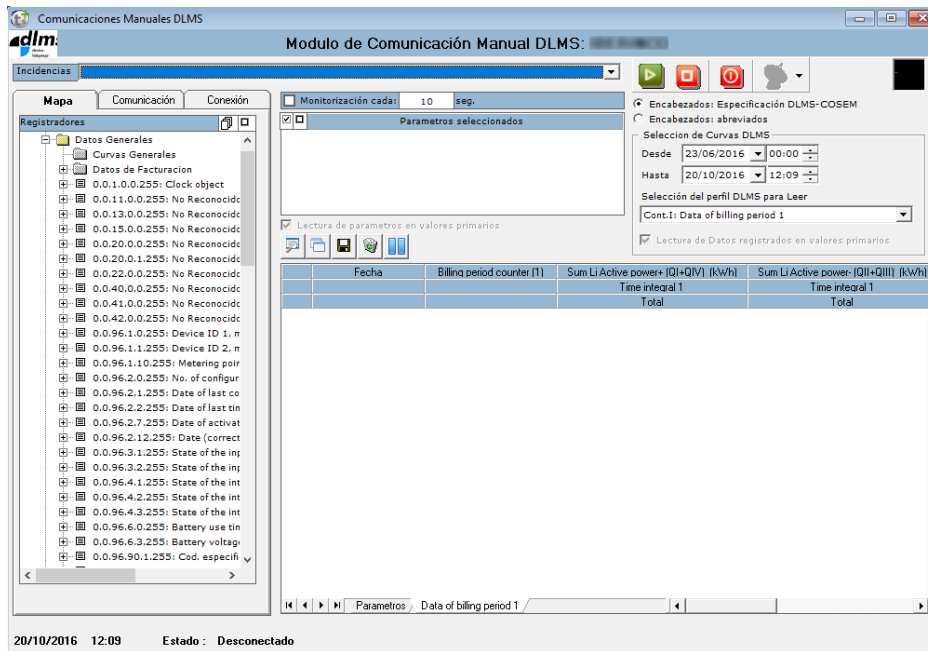 Comunicaciones Manuales DLMS
dlms
device
language
Modulo de Comunicación Manual DLMS:
Incidencias
Mapa Comunicación Conexión
Registradores
Datos Generales
Curvas Generales
Datos de Facturacion
0.0.1.0.0.255: Clock object
0.0.11.0.0.255: No Reconocido
0.0.13.0.0.255: No Reconocido
0.0.15.0.0.255: No Reconocido
0.0.20.0.0.255: No Reconocido
0.0.20.0.1.255: No Reconocido
0.0.22.0.0.255: No Reconocido
0.0.40.0.0.255: No Reconocido
0.0.41.0.0.255: No Reconocido
0.0.42.0.0.255: No Reconocido
0.0.96.1.0.255: Device ID 1, m
0.0.96.1.1.255: Device ID 2, m
0.0.96.1.10.255: Metering poin
0.0.96.2.0.255: No. of configur
0.0.96.2.1.255: Date of last co
0.0.96.2.2.255: Date of last tin
0.0.96.2.7.255: Date of activat
0.0.96.2.12.255: Date (correct
0.0.96.3.1.255: State of the inp
0.0.96.3.2.255: State of the inp
0.0.96.4.1.255: State of the int
0.0.96.4.2.255: State of the int
0.0.96.4.3.255: State of the int
0.0.96.6.0.255: Battery use tin
0.0.96.6.3.255: Battery voltag
0.0.96.90.1.255: Cod. especifi
Monitorización cada: 10 seg.
Parametros seleccionados
Lectura de parametros en valores primarios
Encabezados: Especificación DLMS-COSEM
Encabezados: abreviados
Seleccion de Curvas DLMS
Desde 23/06/2016 00:00
Hasta 20/10/2016 12:09
Selección del perfil DLMS para Leer
Cont.I: Data of billing period 1
Lectura de Datos registrados en valores primarios
Fecha Billing period counter (1) Sum Li Active power+ (QI+QIV) (kWh) Sum Li Active power- (QII+QIII) (kWh)
Time integral 1 Time integral 1
Total Total
Parametros Data of billing period 1
20/10/2016 12:09 Estado : Desconectado